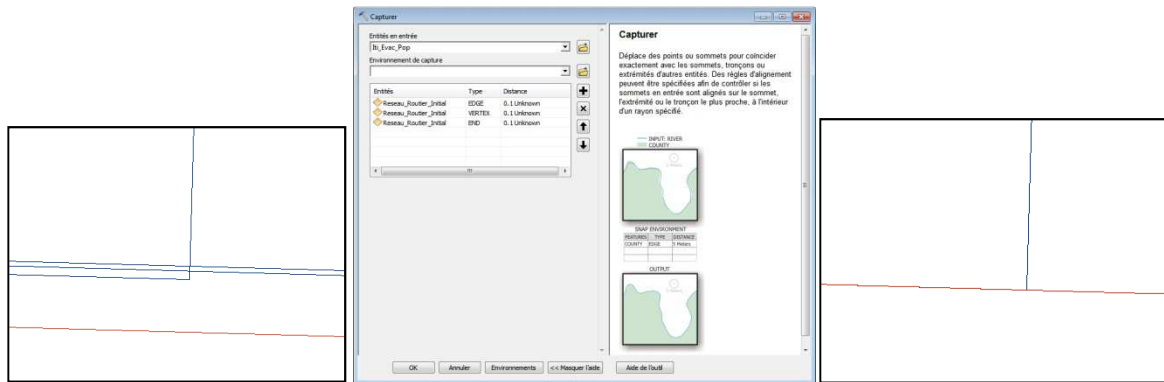 Capturer
Entités en entrée
Iti_Evac_Pop
Environnement de capture
Entités Type Distance
Reseau_Routier_Initial EDGE 0.1 Unknown
Reseau_Routier_Initial VERTEX 0.1 Unknown
Reseau_Routier_Initial END 0.1 Unknown
OK
Annuler
Environnements
<< Masquer l'aide
Capturer
Déplace des points ou sommets pour coïncider
exactement avec les sommets, tronçons ou
extrémités d'autres entités. Des règles d'alignement
peuvent être spécifiées afin de contrôler si les
sommets en entrée sont alignés sur le sommet,
l'extrémité ou le tronçon le plus proche, à l'intérieur
d'un rayon spécifié.
INPUT: RIVER
COUNTY
SNAP ENVIRONMENT
FEATURES TYPE DISTANCE
COUNTY EDGE 5 Meters
OUTPUT
Aide de l'outil